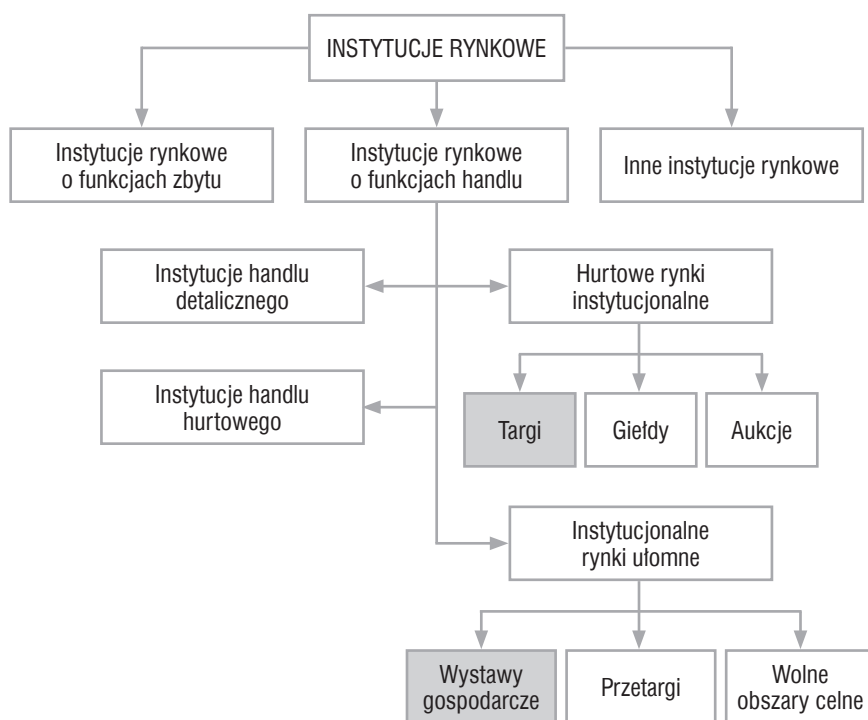 INSTYTUCJE RYNKOWE
Instytucje rynkowe
o funkcjach zbytu
Instytucje rynkowe
o funkcjach handlu
Inne instytucje rynkowe
Instytucje handlu
detalicznego
Hurtowe rynki
instytucjonalne
Instytucje handlu
hurtowego
Targi
Giełdy
Aukcje
Instytucjonalne
rynki ułomne
Wystawy
gospodarcze
Przetargi
Wolne
obszary celne